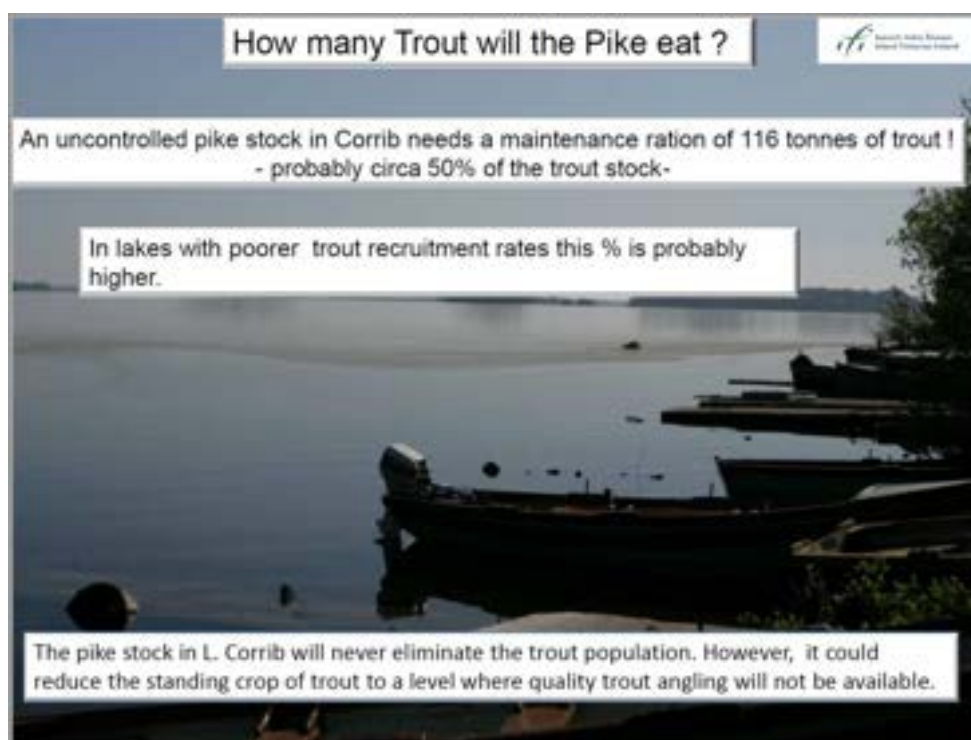 How many Trout will the Pike eat ?
An uncontrolled pike stock in Corrib needs a maintenance ration of 116 tonnes of trout !
- probably circa 50% of the trout stock-
In lakes with poorer trout recruitment rates this % is probably
higher.
The pike stock in L. Corrib will never eliminate the trout population. However, it could
reduce the standing crop of trout to a level where quality trout angling will not be available.